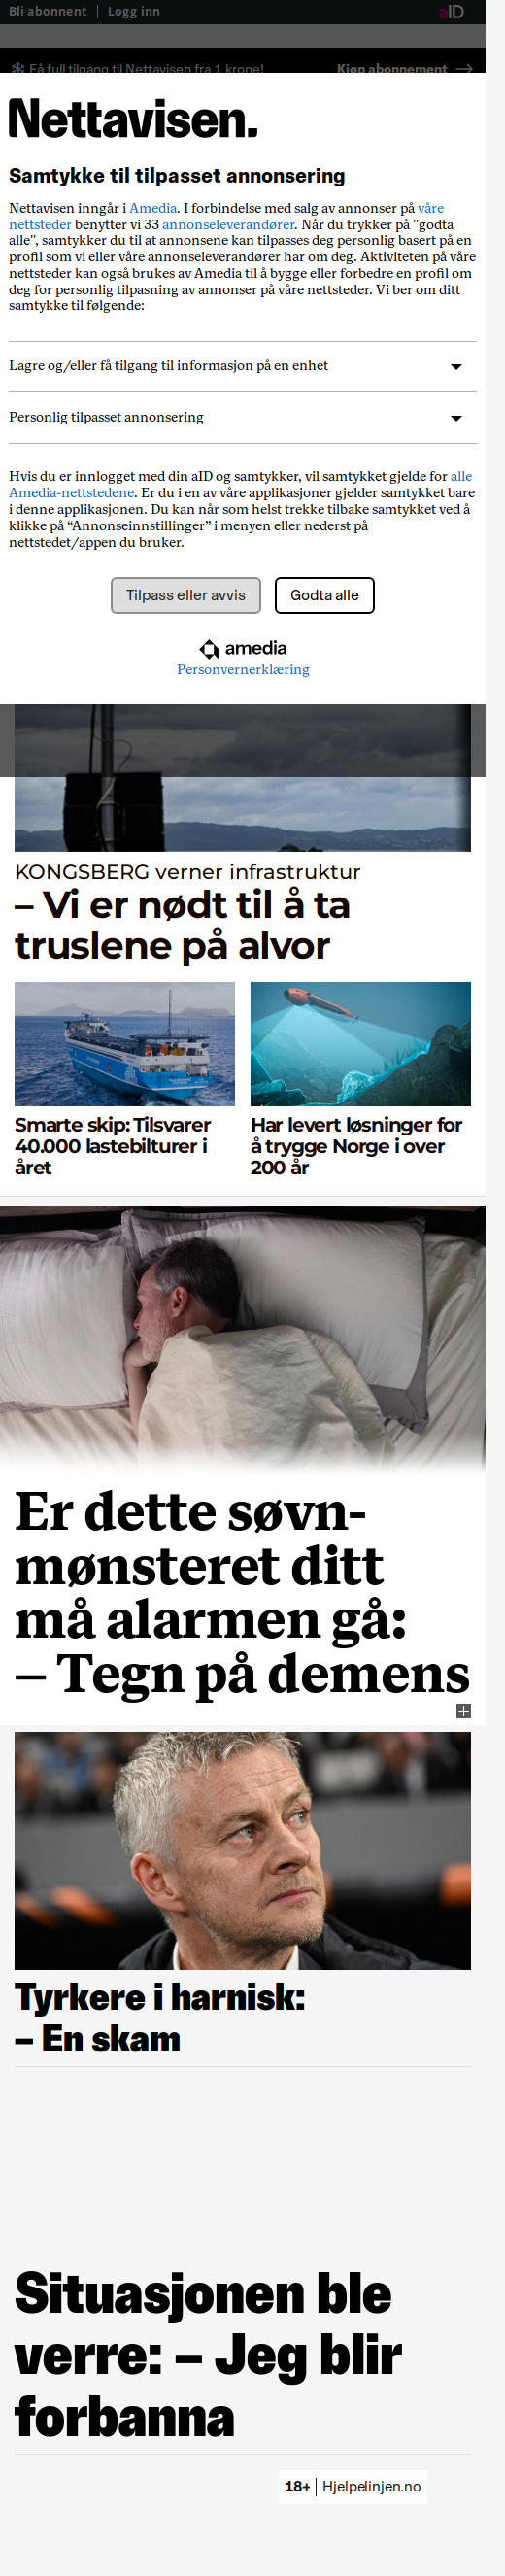 Bli abonnent
Logg inn
aID
Få full tilgang til Nettavisen fra 1 krone!
Kjøp abonnement
Nettavisen.
Samtykke til tilpasset annonsering
Nettavisen inngår i Amedia. I forbindelse med salg av annonser på våre
nettsteder benytter vi 33 annonseleverandører. Når du trykker på "godta
alle", samtykker du til at annonsene kan tilpasses deg personlig basert på en
profil som vi eller våre annonseleverandører har om deg. Aktiviteten på våre
nettsteder kan også brukes av Amedia til å bygge eller forbedre en profil om
deg for personlig tilpasning av annonser på våre nettsteder. Vi ber om ditt
samtykke til følgende:
Lagre og/eller få tilgang til informasjon på en enhet
Personlig tilpasset annonsering
Hvis du er innlogget med din aID og samtykker, vil samtykket gjelde for alle
Amedia-nettstedene. Er du i en av våre applikasjoner gjelder samtykket bare
i denne applikasjonen. Du kan når som helst trekke tilbake samtykket ved å
klikke på “Annonseinnstillinger” i menyen eller nederst på
nettstedet/appen du bruker.
Tilpass eller avvis
Godta alle
amedia
Personvernerklæring
KONGSBERG verner infrastruktur
– Vi er nødt til å ta
truslene på alvor
Smarte skip: Tilsvarer
40.000 lastebilturer i
året
Har levert løsninger for
å trygge Norge i over
200 år
Er dette søvn-
mønsteret ditt
må alarmen gå:
– Tegn på demens
Tyrkere i harnisk:
– En skam
Situasjonen ble
verre: – Jeg blir
forbanna
18+ | Hjelpelinjen.no